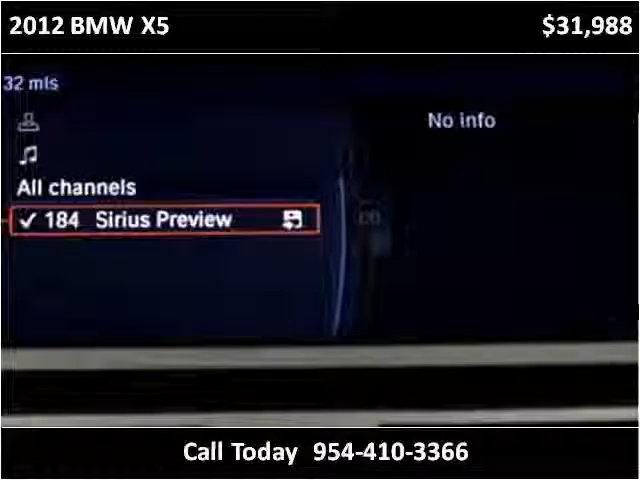 2012 BMW X5 $31,988
32 mls
No info
All channels
✓ 184 Sirius Preview
Call Today 954-410-3366